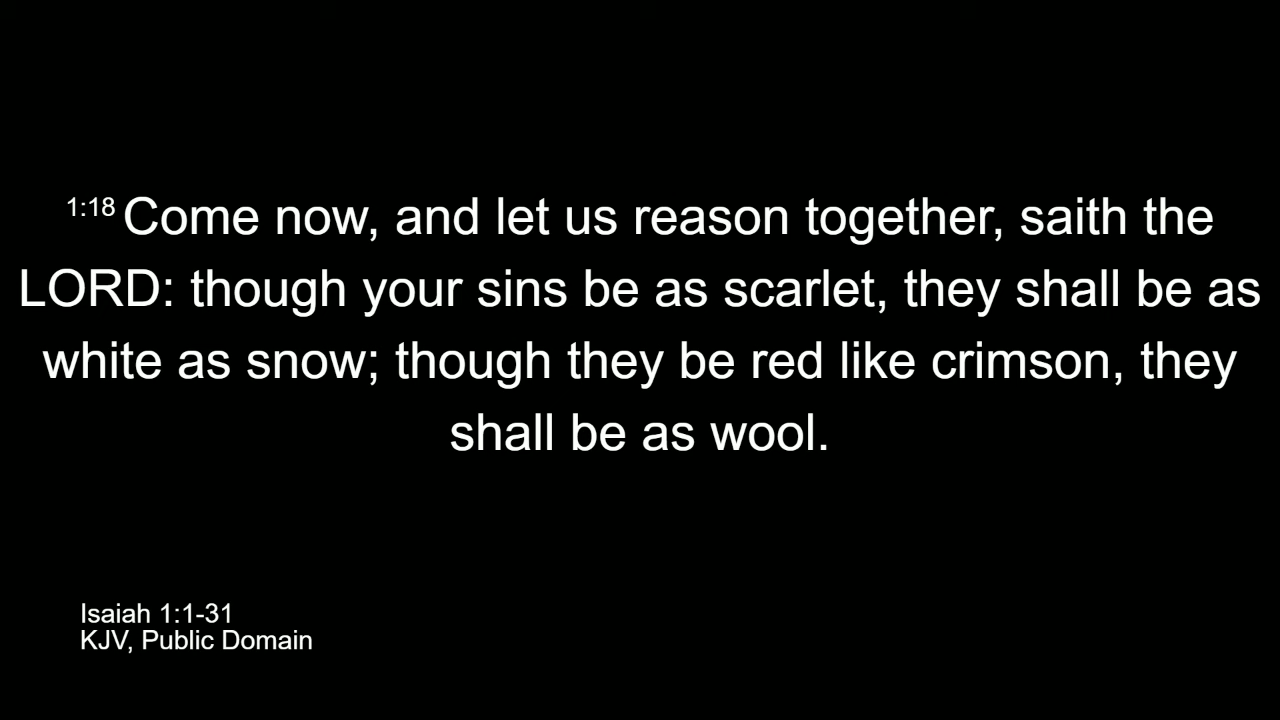 1:18 Come now, and let us reason together, saith the
LORD: though your sins be as scarlet, they shall be as
white as snow; though they be red like crimson, they
shall be as wool.
Isaiah 1:1-31
KJV, Public Domain